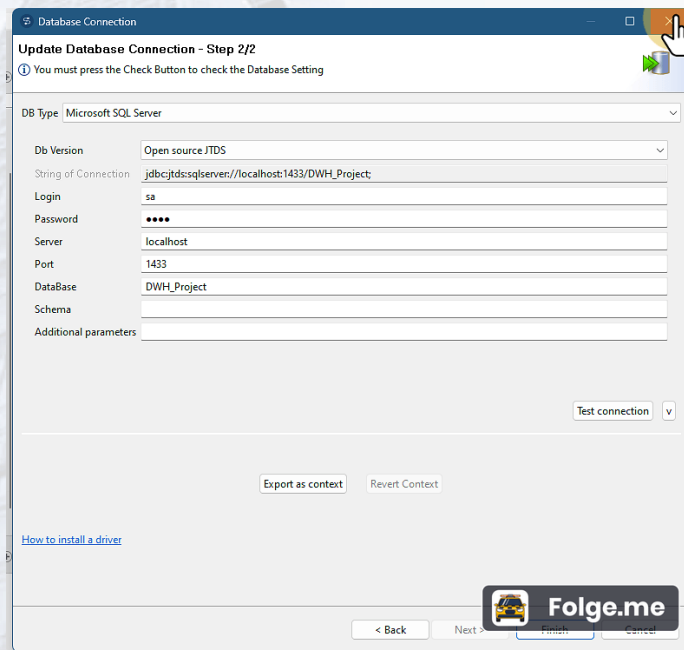 Database Connection
Update Database Connection - Step 2/2
You must press the Check Button to check the Database Setting
DB Type Microsoft SQL Server
Db Version Open source JTDS
String of Connection jdbc:jtds:sqlserver://localhost:1433/DWH_Project;
Login sa
Password ●●●●
Server localhost
Port 1433
DataBase DWH_Project
Schema
Additional parameters
Test connection v
Export as context Revert Context
How to install a driver
Folge.me
< Back Next > Finish Cancel